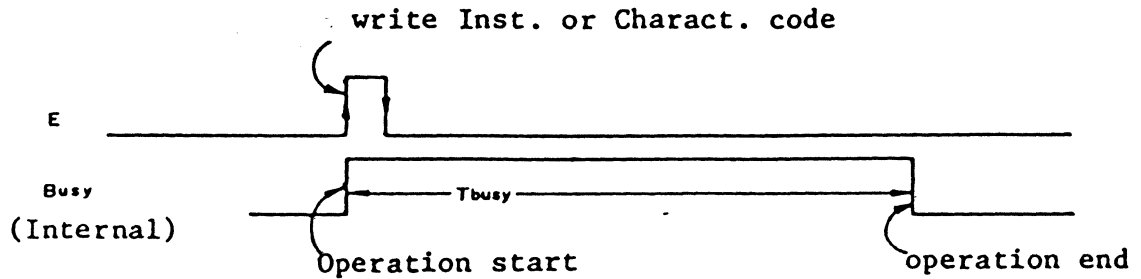 write Inst. or Charact. code
E
Busy
Tbusy
(Internal)
Operation start
operation end